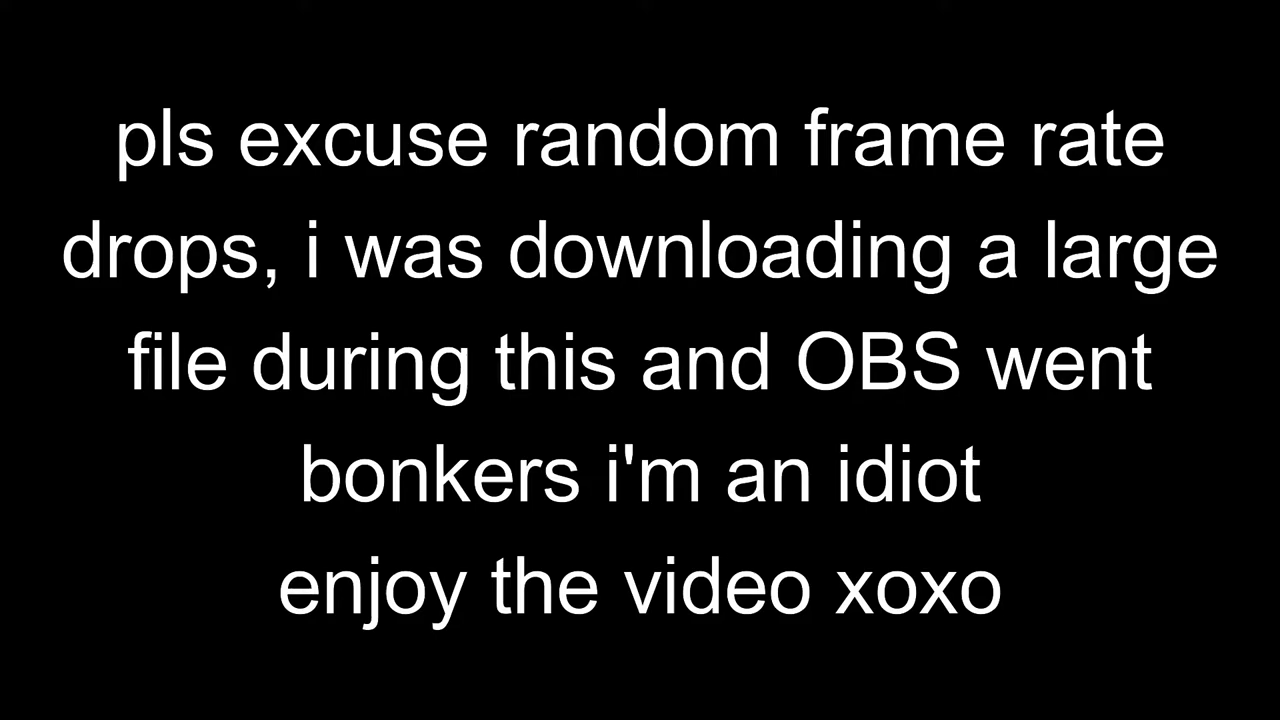 pls excuse random frame rate
drops, i was downloading a large
file during this and OBS went
bonkers i'm an idiot
enjoy the video xoxo